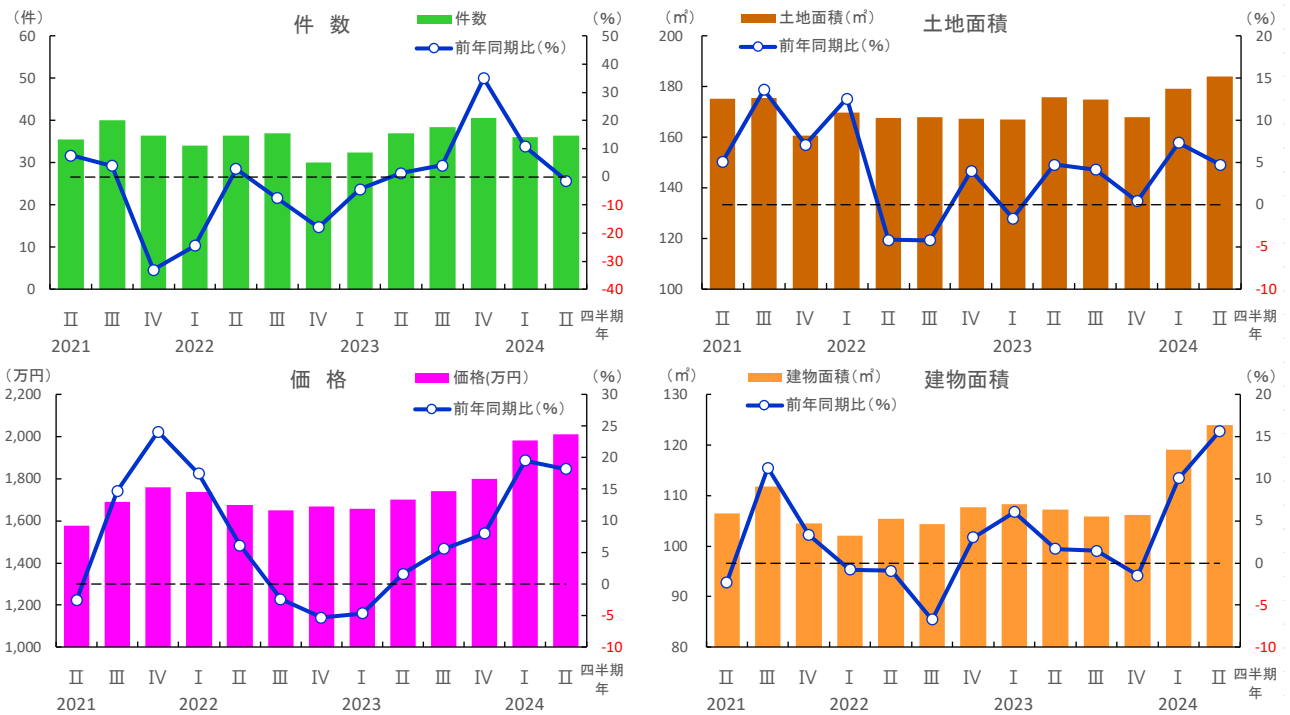 (件)
件 数
件数
前年同期比(%)
(%)
60
50
40
30
20
10
0
50
40
30
20
10
0
-10
-20
-30
-40
Ⅱ Ⅲ Ⅳ Ⅰ Ⅱ Ⅲ Ⅳ Ⅰ Ⅱ Ⅲ Ⅳ Ⅰ Ⅱ 四半期
2021 2022 2023 2024 年
(㎡)
土地面積(㎡)
前年同期比(%)
土地面積
(%)
200
180
160
140
120
100
20
15
10
5
0
-5
-10
Ⅱ Ⅲ Ⅳ Ⅰ Ⅱ Ⅲ Ⅳ Ⅰ Ⅱ Ⅲ Ⅳ Ⅰ Ⅱ 四半期
2021 2022 2023 2024 年
(万円)
価 格
価格(万円)
前年同期比(%)
(%)
2,200
2,000
1,800
1,600
1,400
1,200
1,000
30
25
20
15
10
5
0
-5
-10
Ⅱ Ⅲ Ⅳ Ⅰ Ⅱ Ⅲ Ⅳ Ⅰ Ⅱ Ⅲ Ⅳ Ⅰ Ⅱ 四半期
2021 2022 2023 2024 年
(㎡)
建物面積(㎡)
前年同期比(%)
建物面積
(%)
130
120
110
100
90
80
20
15
10
5
0
-5
-10
Ⅱ Ⅲ Ⅳ Ⅰ Ⅱ Ⅲ Ⅳ Ⅰ Ⅱ Ⅲ Ⅳ Ⅰ Ⅱ 四半期
2021 2022 2023 2024 年